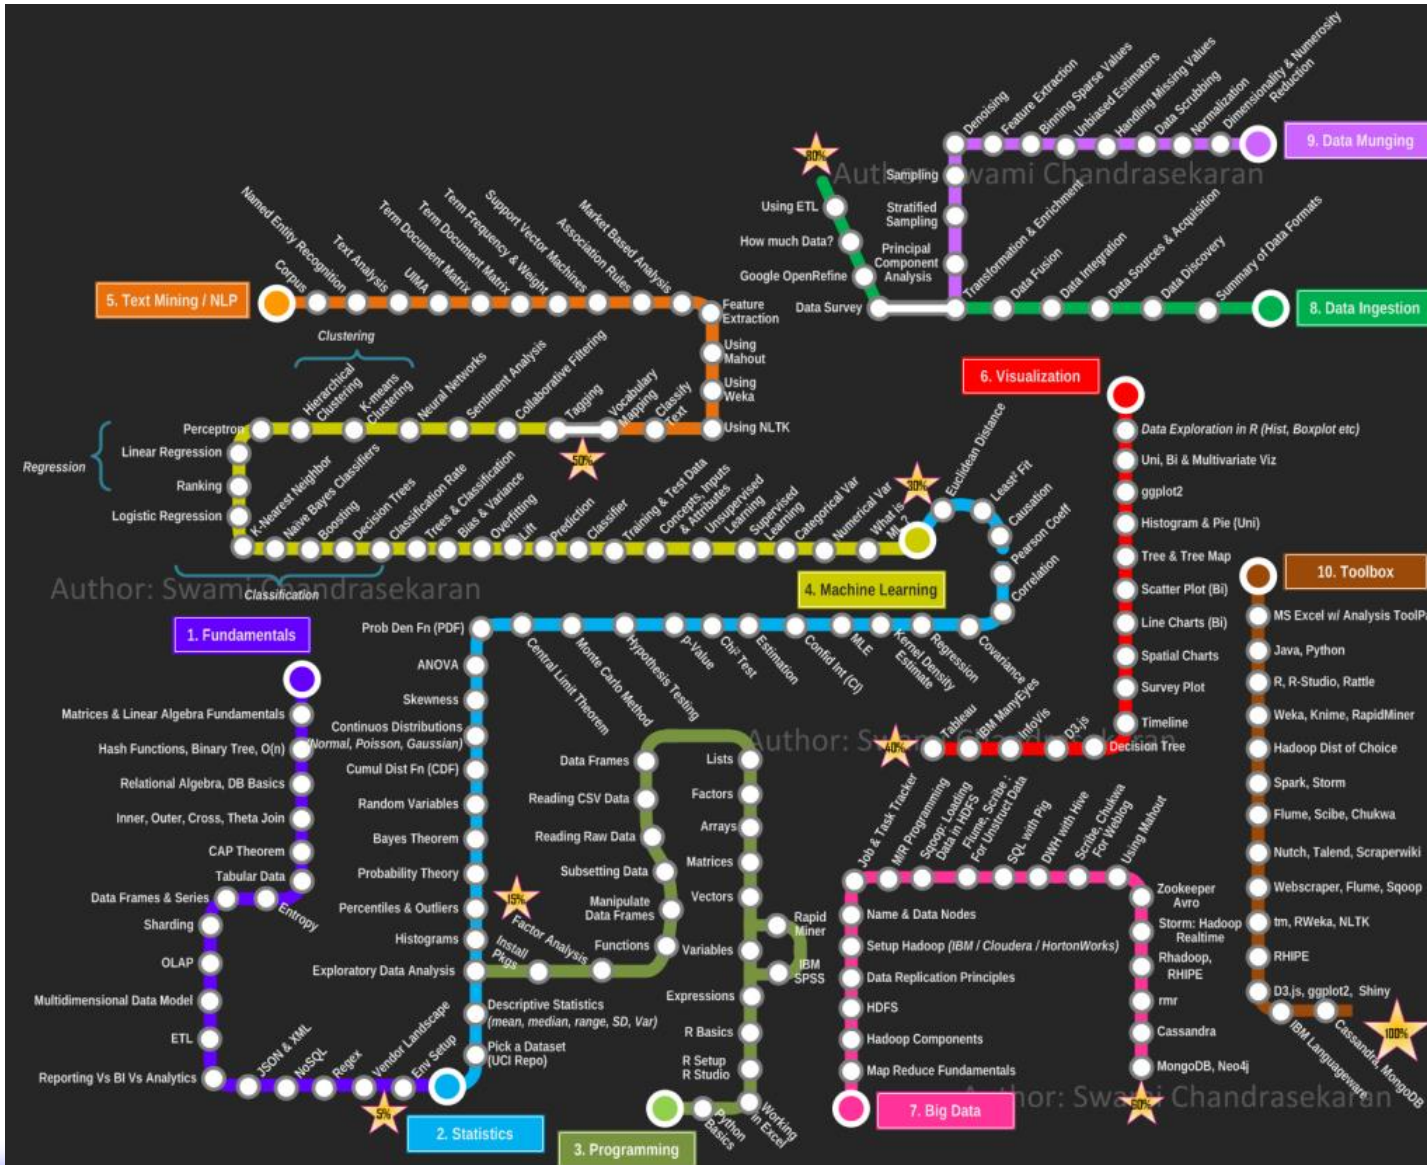 Dimensionality & Numerosity
Reduction
Normalization
Data Scrubbing
Handling Missing Values
Unbiased Estimators
Binning Sparse Values
Feature Extraction
Denoising
9. Data Munging
Sampling
Stratified
Sampling
Principal
Component
Analysis
80%
Author: Swami Chandrasekaran
Using ETL
How much Data?
Google OpenRefine
Data Survey
Transformation & Enrichment
Data Fusion
Data Integration
Data Sources & Acquisition
Data Discovery
Summary of Data Formats
8. Data Ingestion
5. Text Mining / NLP
Corpus
Named Entity Recognition
Text Analysis
UIMA
Term Document Matrix
Term Document Matrix
Term Frequency & Weight
Support Vector Machines
Association Rules
Market Based Analysis
Feature
Extraction
Using
Mahout
Using
Weka
Using NLTK
Classify
Text
Vocabulary
Mapping
50%
Tagging
Collaborative Filtering
Sentiment Analysis
Neural Networks
Clustering
K-means
Clustering
Hierarchical
Clustering
Perceptron
Regression
Linear Regression
Ranking
Logistic Regression
K-Nearest Neighbor
Naive Bayes Classifiers
Boosting
Decision Trees
Classification Rate
Trees & Classification
Bias & Variance
Overfitting
Lift
Prediction
Classifier
Training & Test Data
Concepts, Inputs
& Attributes
Unsupervised
Learning
Supervised
Learning
Categorical Var
Numerical Var
What is
ML?
30%
Classification
Author: Swami Chandrasekaran
4. Machine Learning
Euclidean Distance
Least² Fit
Causation
Pearson Coeff
Correlation
Covariance
Regression
Kernel Density
Estimate
MLE
Confid Int (CI)
Estimation
Chi² Test
p-Value
Hypothesis Testing
Monte Carlo Method
Central Limit Theorem
Prob Den Fn (PDF)
ANOVA
Skewness
Continuos Distributions
(Normal, Poisson, Gaussian)
Cumul Dist Fn (CDF)
Random Variables
Bayes Theorem
Probability Theory
Percentiles & Outliers
Histograms
Exploratory Data Analysis
Descriptive Statistics
(mean, median, range, SD, Var)
Pick a Dataset
(UCI Repo)
2. Statistics
1. Fundamentals
Matrices & Linear Algebra Fundamentals
Hash Functions, Binary Tree, O(n)
Relational Algebra, DB Basics
Inner, Outer, Cross, Theta Join
CAP Theorem
Tabular Data
Entropy
Data Frames & Series
Sharding
OLAP
Multidimensional Data Model
ETL
Reporting Vs BI Vs Analytics
JSON & XML
NoSQL
Regex
Vendor Landscape
Env Setup
5%
15%
Install
Pkgs
Factor Analysis
Functions
Manipulate
Data Frames
Subsetting Data
Reading Raw Data
Reading CSV Data
Data Frames
Lists
Factors
Arrays
Matrices
Vectors
Variables
Rapid
Miner
IBM
SPSS
Expressions
R Basics
R Setup
R Studio
Working
in Excel
Python
Basics
3. Programming
6. Visualization
Data Exploration in R (Hist, Boxplot etc)
Uni, Bi & Multivariate Viz
ggplot2
Histogram & Pie (Uni)
Tree & Tree Map
Scatter Plot (Bi)
Line Charts (Bi)
Spatial Charts
Survey Plot
Timeline
Decision Tree
D3.js
InfoVis
IBM ManyEyes
Tableau
40%
Author: Swami Chandrasekaran
Job & Task Tracker
M/R Programming
Sqoop: Loading
Data in HDFS
Flume, Scribe :
For Unstruct Data
SQL with Pig
DWH with Hive
Scribe, Chukwa
For Weblog
Using Mahout
Zookeeper
Avro
Storm: Hadoop
Realtime
Rhadoop,
RHIPE
rmr
Cassandra
MongoDB, Neo4j
60%
Name & Data Nodes
Setup Hadoop (IBM / Cloudera / HortonWorks)
Data Replication Principles
HDFS
Hadoop Components
Map Reduce Fundamentals
7. Big Data
Author: Swami Chandrasekaran
10. Toolbox
MS Excel w/ Analysis ToolPa
Java, Python
R, R-Studio, Rattle
Weka, Knime, RapidMiner
Hadoop Dist of Choice
Spark, Storm
Flume, Scibe, Chukwa
Nutch, Talend, Scraperwiki
Webscraper, Flume, Sqoop
tm, RWeka, NLTK
RHIPE
D3.js, ggplot2, Shiny
IBM Languageware
Cassandra, MongoDB
100%